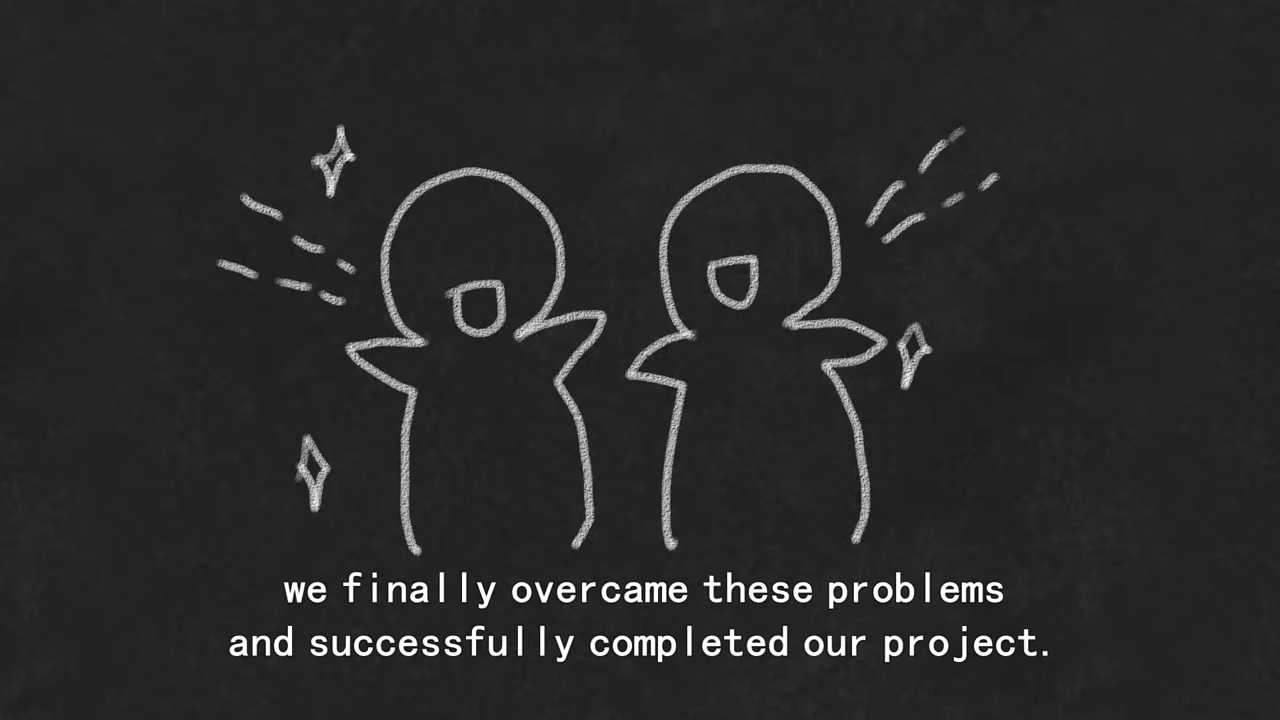 we finally overcame these problems
and successfully completed our project.